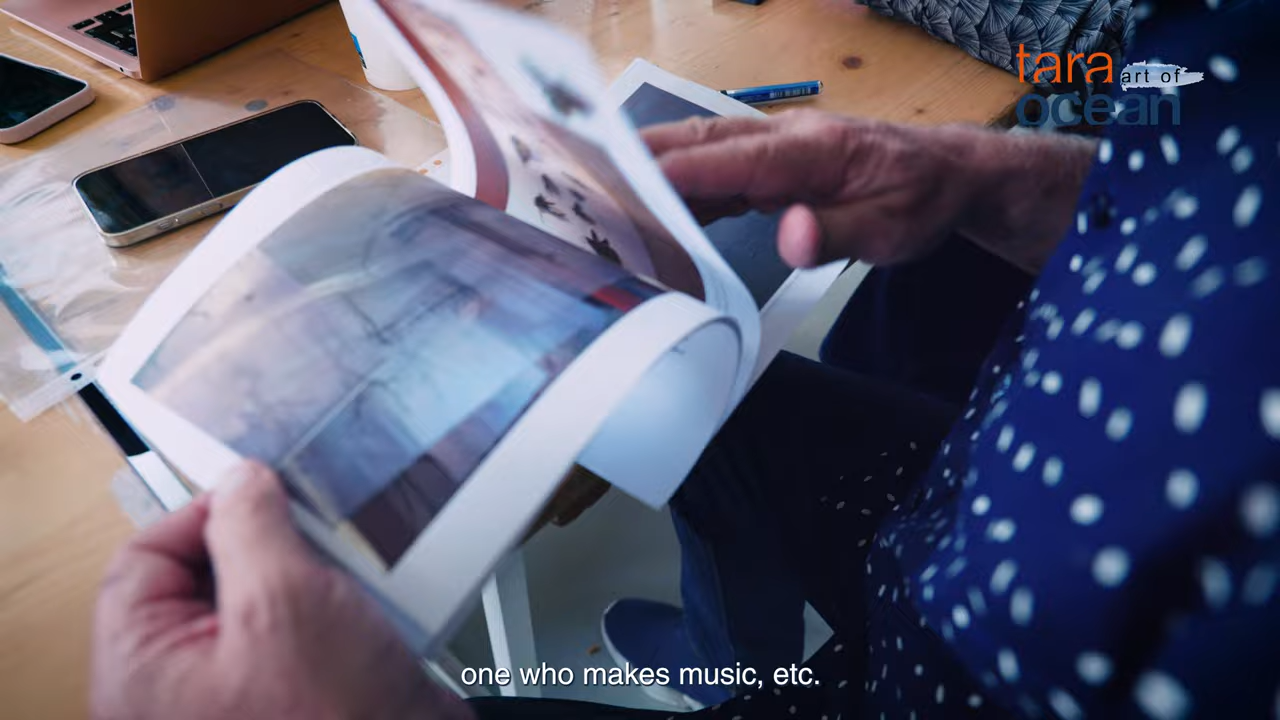 tara
art of
ocean
one who makes music, etc.